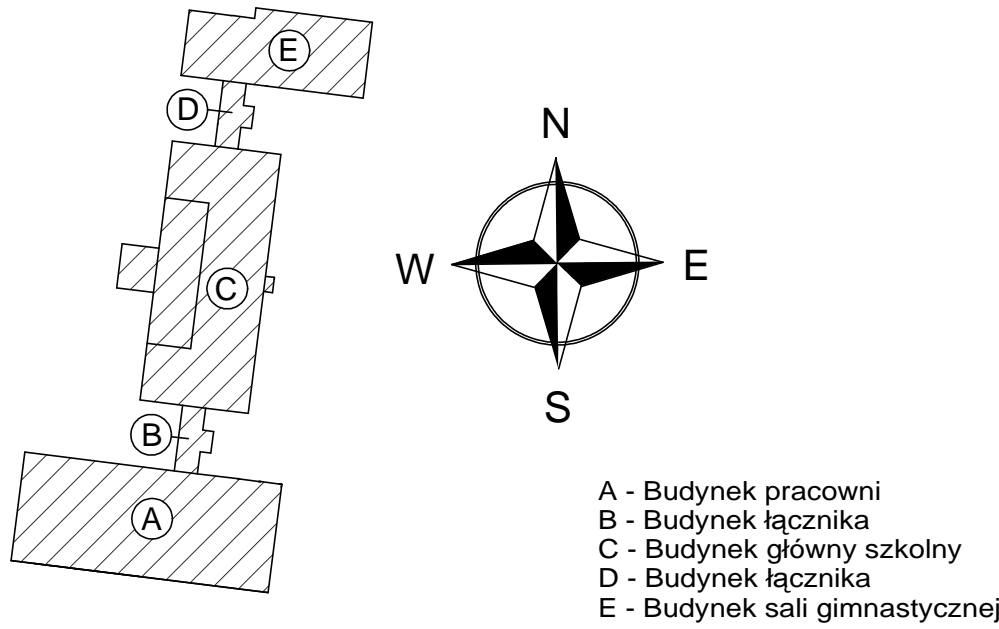 E
D
N
W
E
C
S
B
A
A - Budynek pracowni
B - Budynek łącznika
C - Budynek główny szkolny
D - Budynek łącznika
E - Budynek sali gimnastycznej